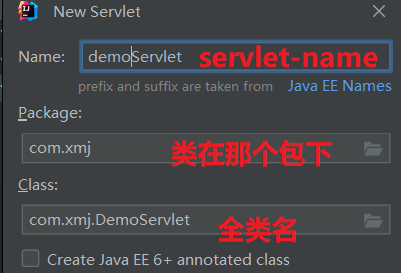 New Servlet
Name: demoServlet servlet-name
prefix and suffix are taken from Java EE Names
Package:
com.xmj 类在那个包下
Class:
com.xmj.DemoServlet 全类名
Create Java EE 6+ annotated class